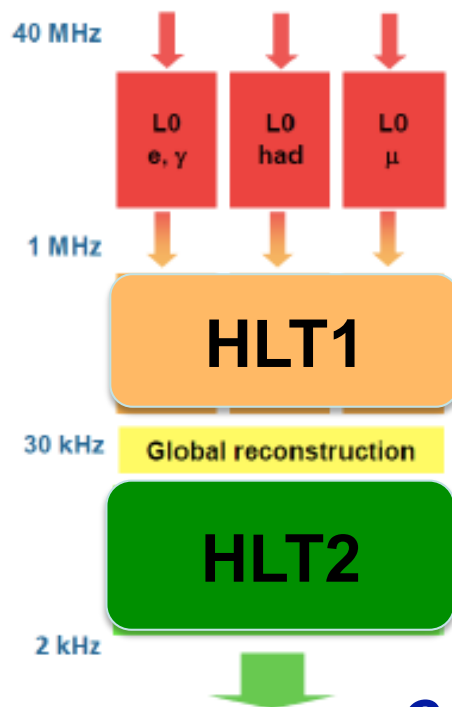 40 MHz
L0
e, γ
L0
had
L0
μ
1 MHz
HLT1
30 kHz
Global reconstruction
HLT2
2 kHz